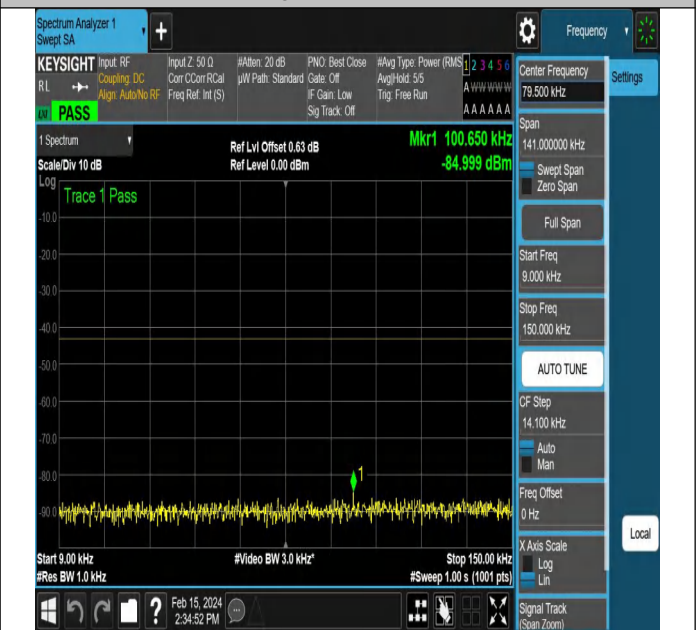 Spectrum Analyzer 1
Swept SA
+
Frequency
KEYSIGHT
RL
LXI
PASS
Input: RF
Coupling: DC
Align: Auto/No RF
Input Z: 50 Ω
Corr CCorr RCal
Freq Ref: Int (S)
#Atten: 20 dB
µW Path: Standard
PNO: Best Close
Gate: Off
IF Gain: Low
Sig Track: Off
#Avg Type: Power (RMS
Avg|Hold: 5/5
Trig: Free Run
1 2 3 4 5 6
A W W W W W
A A A A A A
1 Spectrum
Scale/Div 10 dB
Ref Lvl Offset 0.63 dB
Ref Level 0.00 dBm
Mkr1 100.650 kHz
-84.999 dBm
Log
Trace 1 Pass
-10.0
-20.0
-30.0
-40.0
-50.0
-60.0
-70.0
-80.0
-90.0
1
Start 9.00 kHz
#Res BW 1.0 kHz
#Video BW 3.0 kHz*
Stop 150.00 kHz
#Sweep 1.00 s (1001 pts)
Feb 15, 2024
2:34:52 PM
?
Center Frequency
79.500 kHz
Settings
Span
141.000000 kHz
Swept Span
Zero Span
Full Span
Start Freq
9.000 kHz
Stop Freq
150.000 kHz
AUTO TUNE
CF Step
14.100 kHz
Auto
Man
Freq Offset
0 Hz
X Axis Scale
Log
Lin
Local
Signal Track
(Span Zoom)